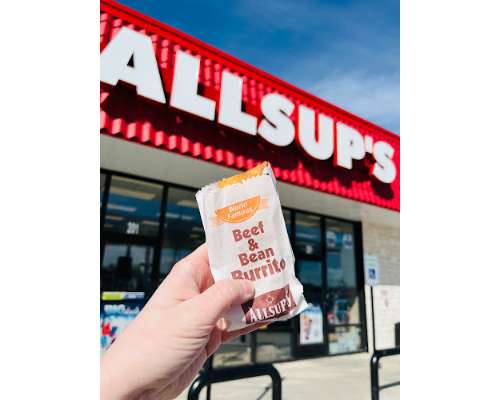 ALLSUP'S
201
Beef
&
Bean
Burrito
ALLSUP'S